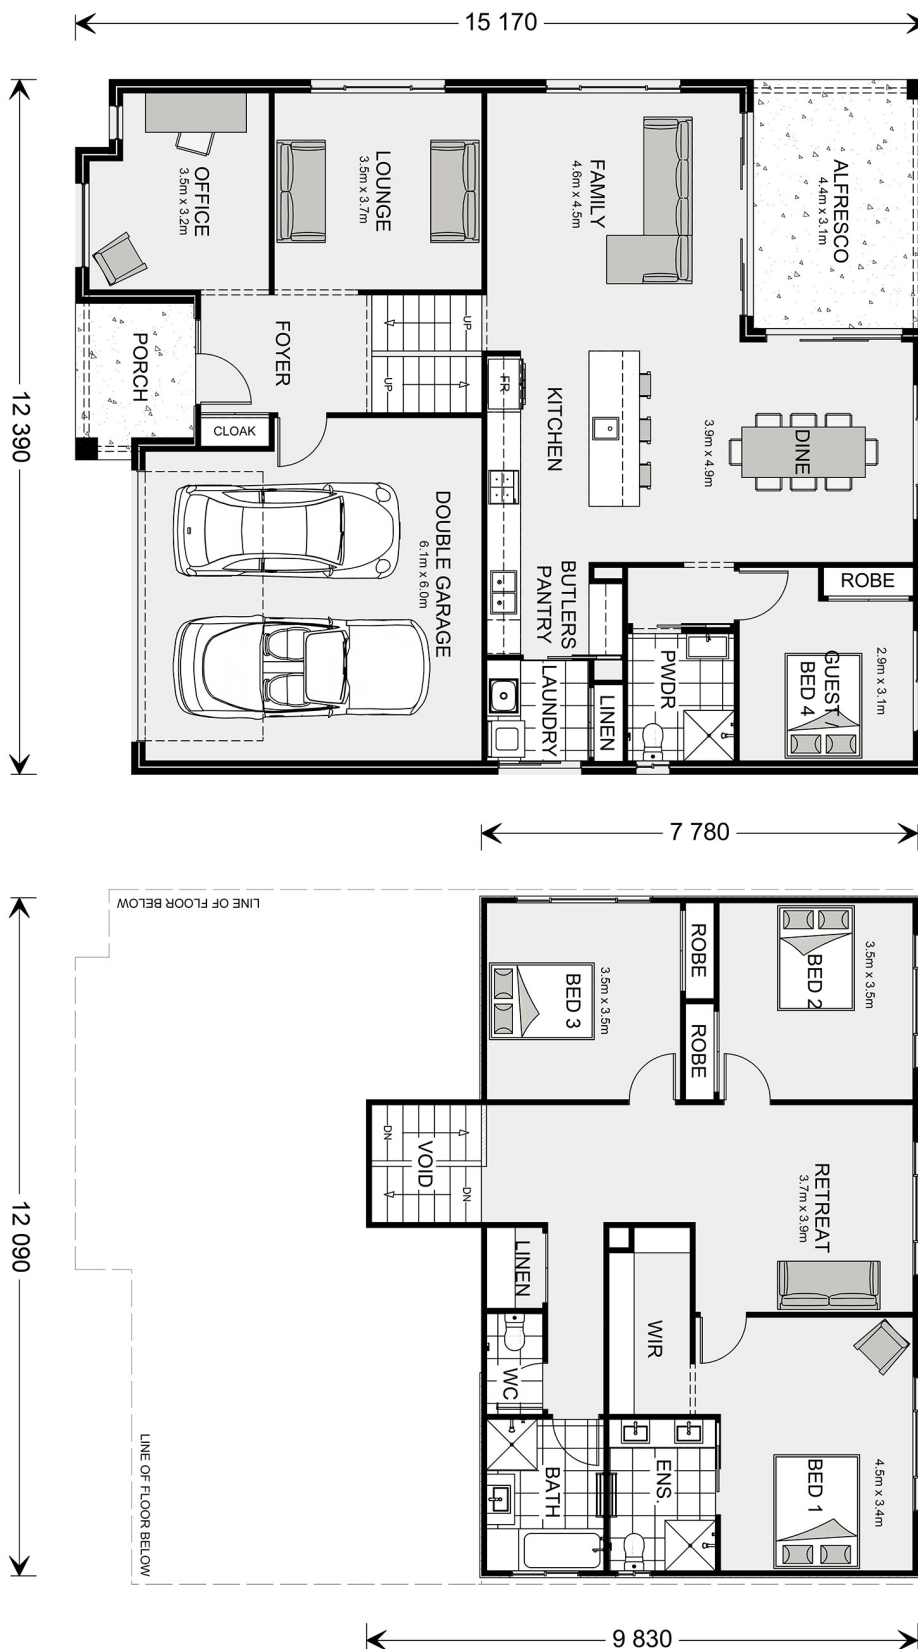 15 170
12 390
OFFICE
3.5m x 3.2m
LOUNGE
3.5m x 3.7m
FAMILY
4.6m x 4.5m
ALFRESCO
4.4m x 3.1m
PORCH
FOYER
UP
UP
CLOAK
FR
KITCHEN
3.9m x 4.9m
DINE
DOUBLE GARAGE
6.1m x 6.0m
BUTLERS
PANTRY
LAUNDRY
LINEN
PWDR
ROBE
GUEST /
BED 4
2.9m x 3.1m
7 780
12 090
LINE OF FLOOR BELOW
BED 3
3.5m x 3.5m
ROBE
ROBE
BED 2
3.5m x 3.5m
DN
VOID
DN
RETREAT
3.7m x 3.9m
LINEN
WC
WIR
BATH
ENS.
BED 1
4.5m x 3.4m
LINE OF FLOOR BELOW
9 830